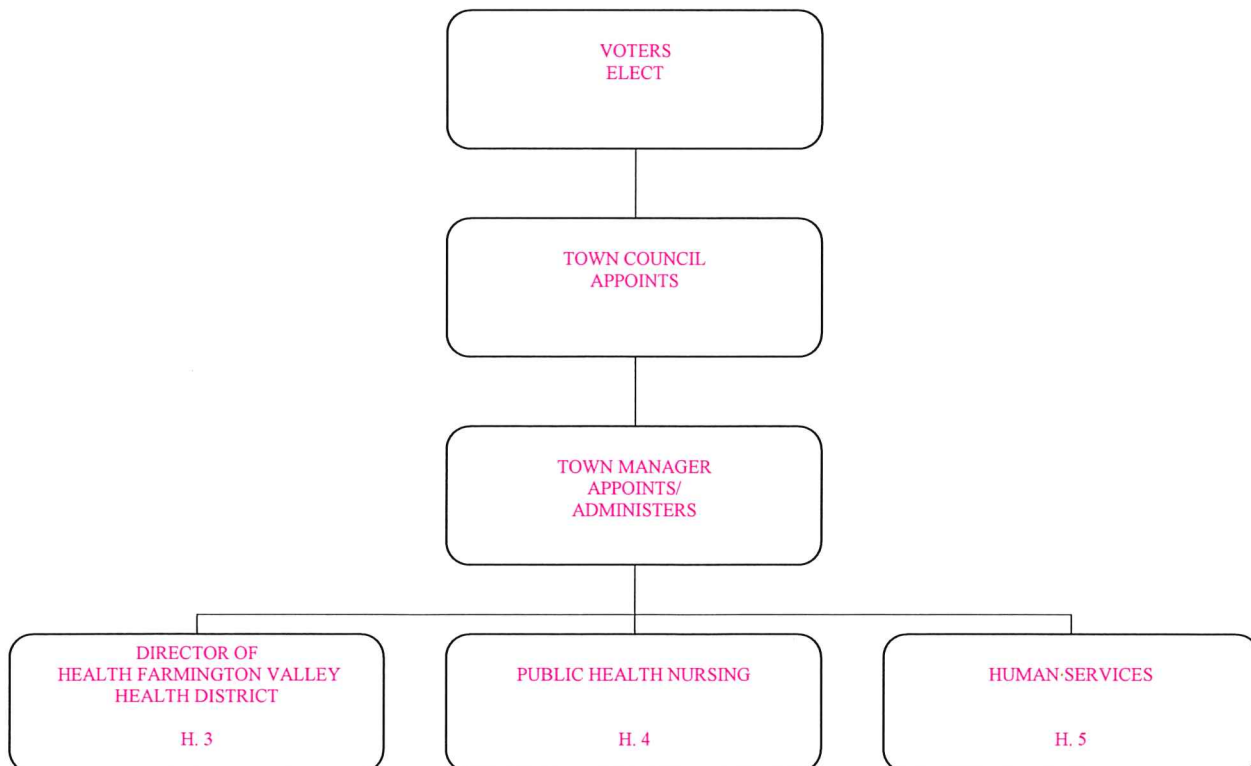 VOTERS
ELECT
TOWN COUNCIL
APPOINTS
TOWN MANAGER
APPOINTS/
ADMINISTERS
DIRECTOR OF
HEALTH FARMINGTON VALLEY
HEALTH DISTRICT
H. 3
PUBLIC HEALTH NURSING
H. 4
HUMAN·SERVICES
H. 5